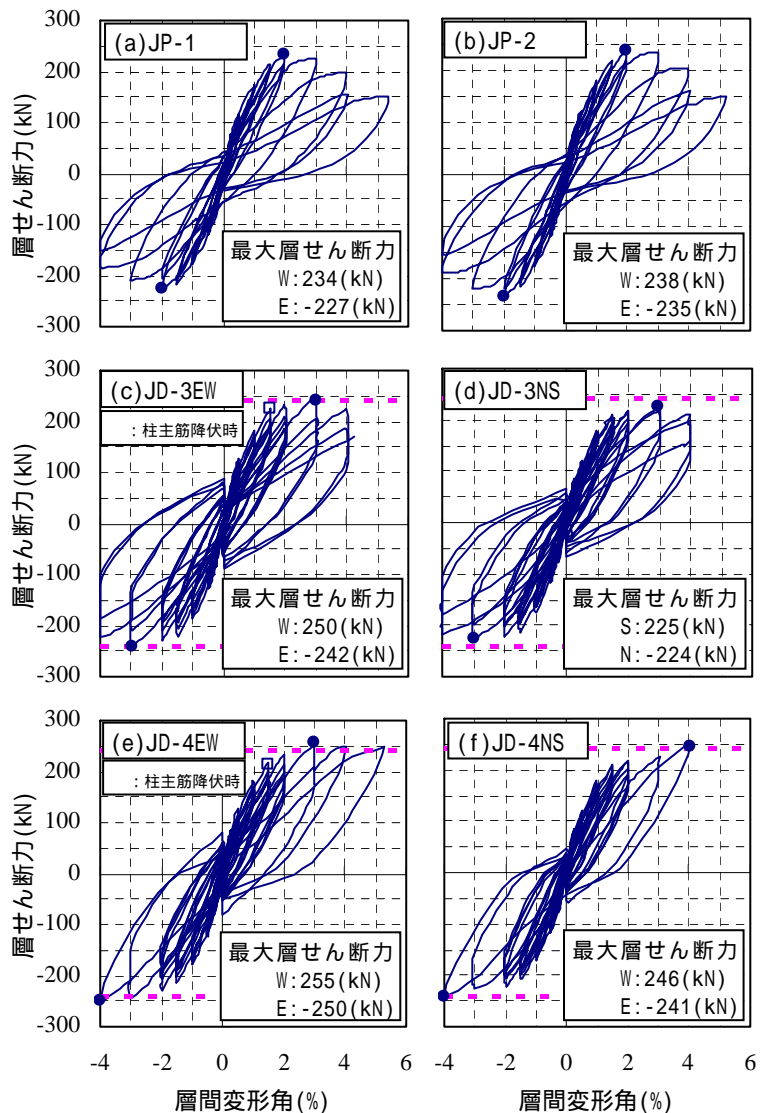 (a)JP-1
300
200
100
0
-100
-200
-300
層せん断力(kN)
最大層せん断力
W:234(kN)
E:-227(kN)
(b)JP-2
最大層せん断力
W:238(kN)
E:-235(kN)
(c)JD-3EW
:柱主筋降伏時
300
200
100
0
-100
-200
-300
層せん断力(kN)
最大層せん断力
W:250(kN)
E:-242(kN)
(d)JD-3NS
最大層せん断力
S:225(kN)
N:-224(kN)
(e)JD-4EW
:柱主筋降伏時
300
200
100
0
-100
-200
-300
層せん断力(kN)
最大層せん断力
W:255(kN)
E:-250(kN)
-4 -2 0 2 4 6
層間変形角(%)
(f)JD-4NS
最大層せん断力
W:246(kN)
E:-241(kN)
-4 -2 0 2 4 6
層間変形角(%)